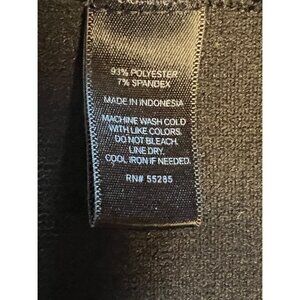 93% POLYESTER
7% SPANDEX
MADE IN INDONESIA
MACHINE WASH COLD
WITH LIKE COLORS.
DO NOT BLEACH.
LINE DRY.
COOL IRON IF NEEDED.
RN# 55285